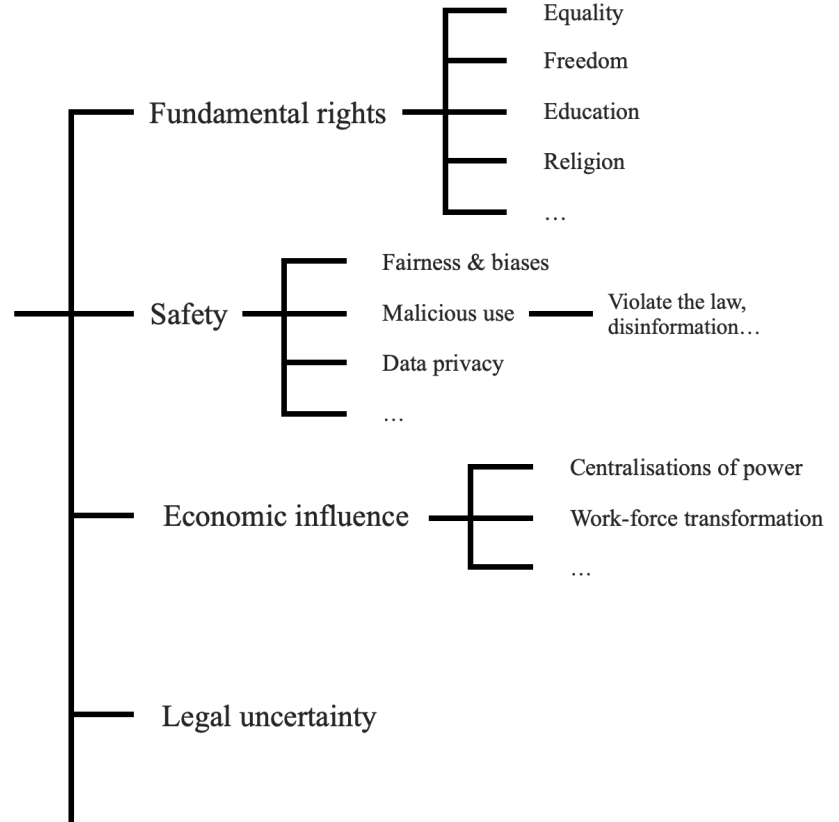 Equality
Freedom
Fundamental rights
Education
Religion
…
Fairness & biases
Safety
Malicious use
Violate the law,
disinformation…
Data privacy
…
Centralisations of power
Economic influence
Work-force transformation
…
Legal uncertainty